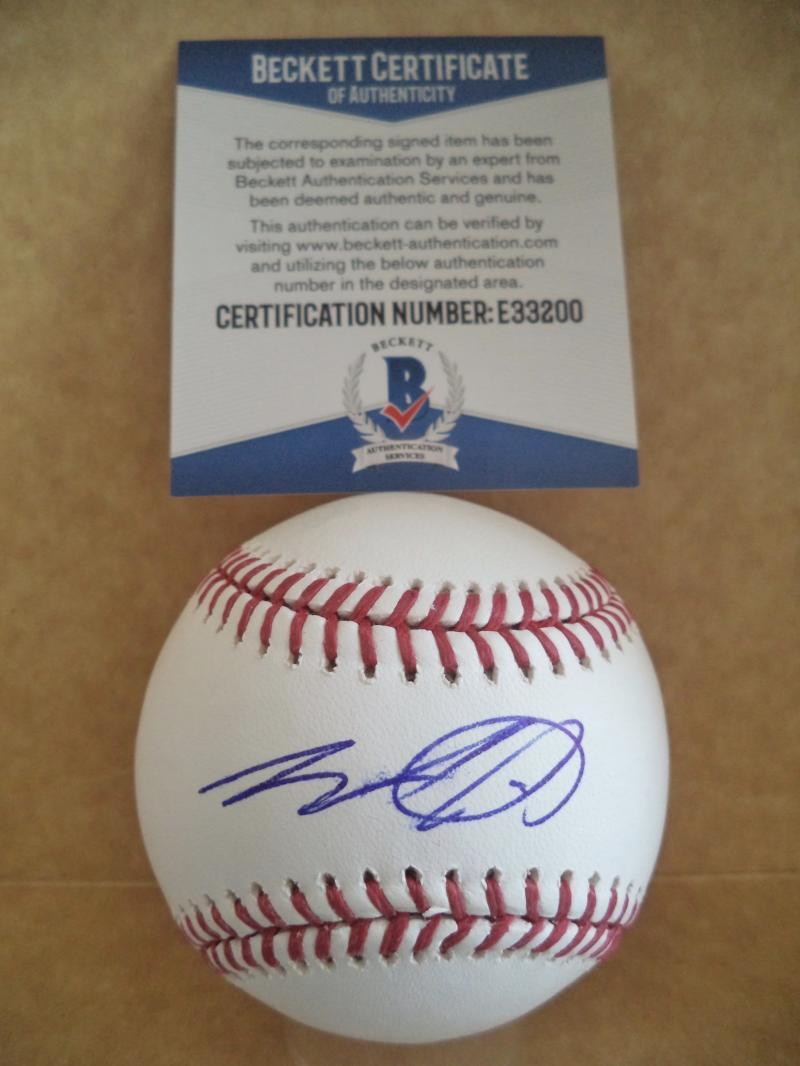 BECKETT CERTIFICATE
OF AUTHENTICITY
The corresponding signed item has been
subjected to examination by an expert from
Beckett Authentication Services and has
been deemed authentic and genuine.
This authentication can be verified by
visiting www.beckett-authentication.com
and utilizing the below authentication
number in the designated area.
CERTIFICATION NUMBER: E33200
BECKETT
B
AUTHENTICATION
SERVICES